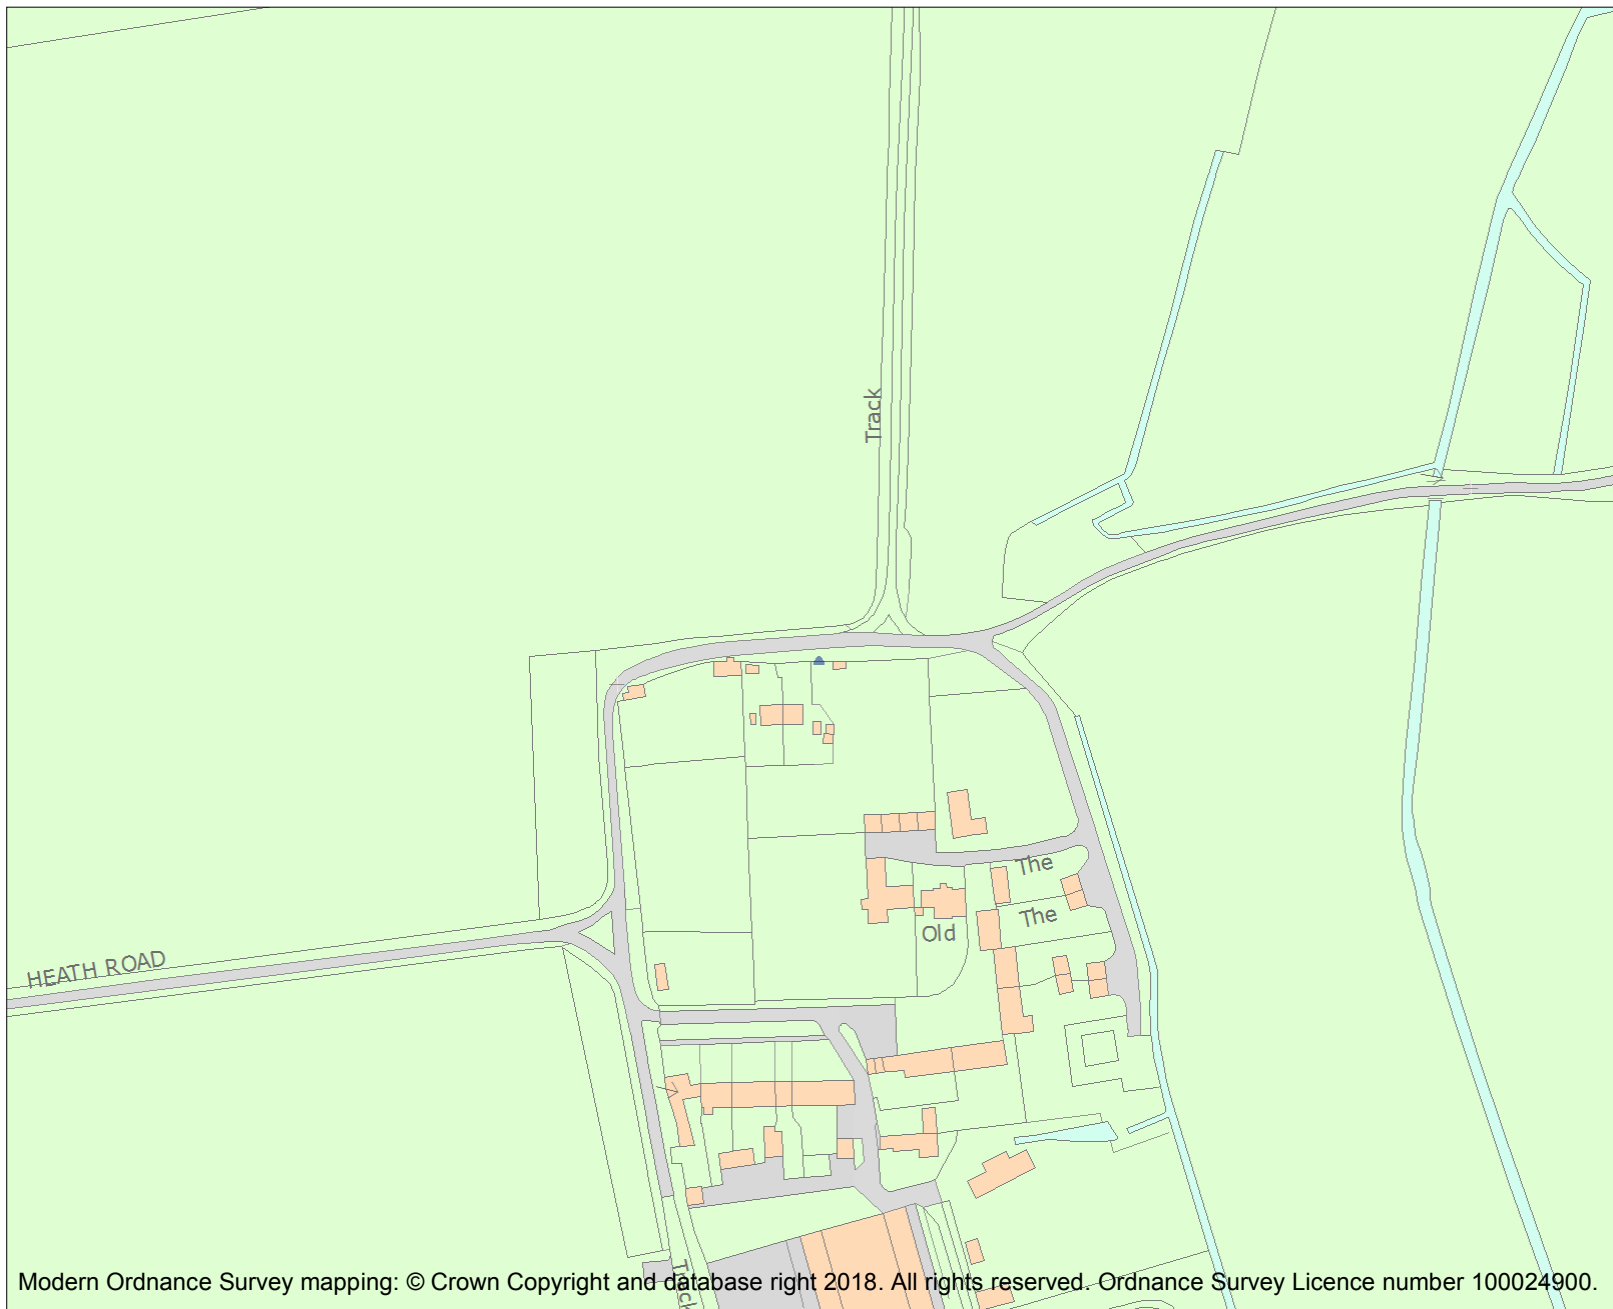 Track
The
The
Old
HEATH ROAD
Track
Modern Ordnance Survey mapping: © Crown Copyright and database right 2018. All rights reserved. Ordnance Survey Licence number 100024900.